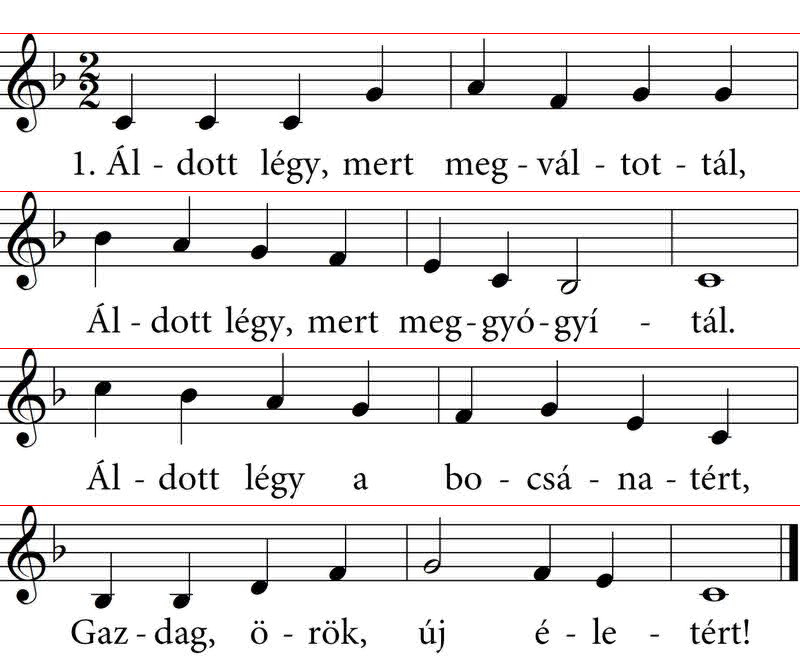 1. Ál - dott légy, mert meg - vál - tot - tál,
Ál - dott légy, mert meg - gyó - gyí - tál.
Ál - dott légy a bo - csá - na - tért,
Gaz - dag, ö - rök, új é - le - tért!